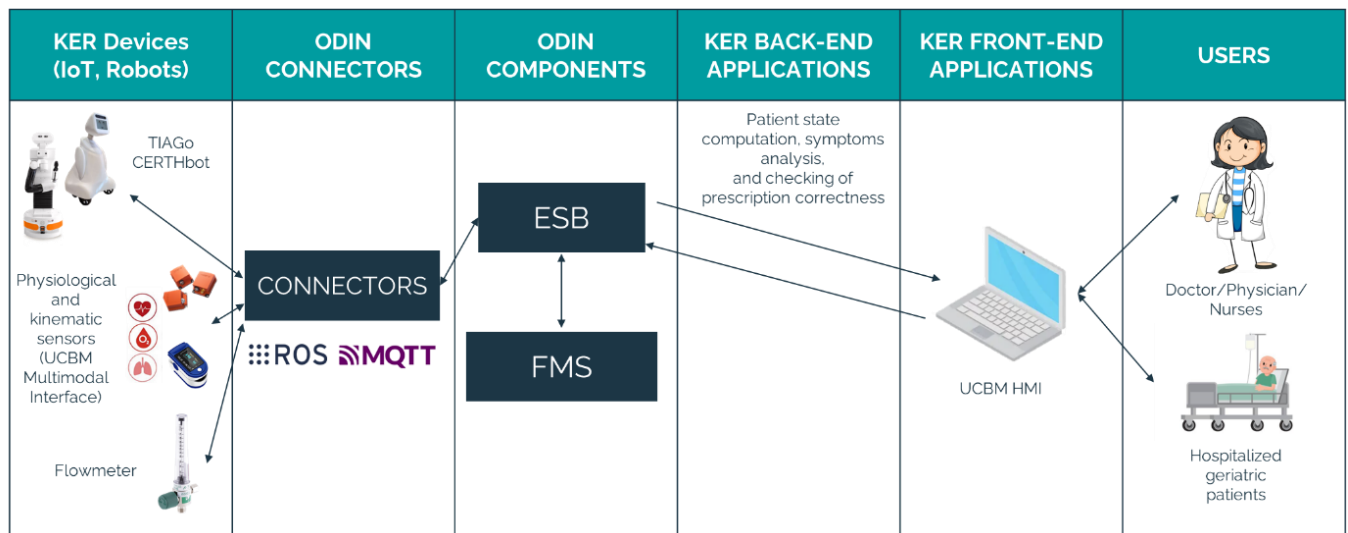 KER Devices
(IoT, Robots)
ODIN
CONNECTORS
ODIN
COMPONENTS
KER BACK-END
APPLICATIONS
KER FRONT-END
APPLICATIONS
USERS
TIAGo
CERTHbot
Physiological
and
kinematic
sensors
(UCBM
Multimodal
Interface)
Flowmeter
CONNECTORS
ROS MQTT
ESB
FMS
Patient state
computation, symptoms
analysis,
and checking of
prescription correctness
UCBM HMI
Doctor/Physician/
Nurses
Hospitalized
geriatric
patients